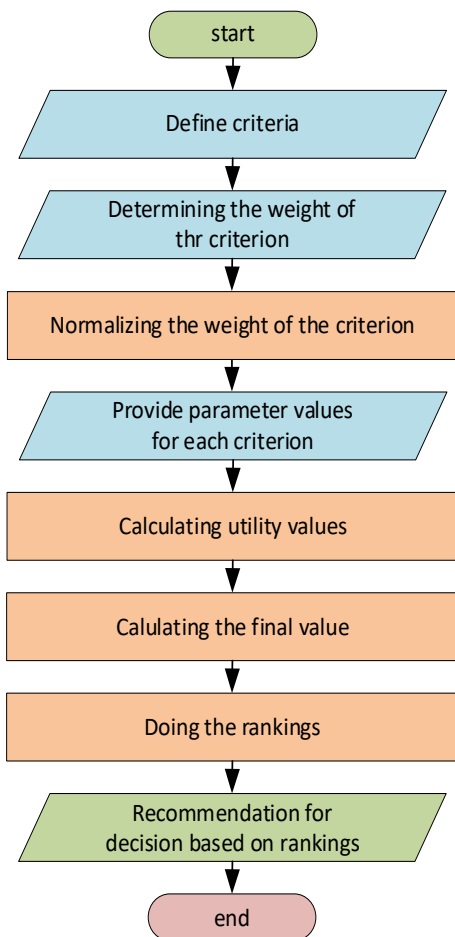 start
Define criteria
Determining the weight of
thr criterion
Normalizing the weight of the criterion
Provide parameter values
for each criterion
Calculating utility values
Calulating the final value
Doing the rankings
Recommendation for
decision based on rankings
end